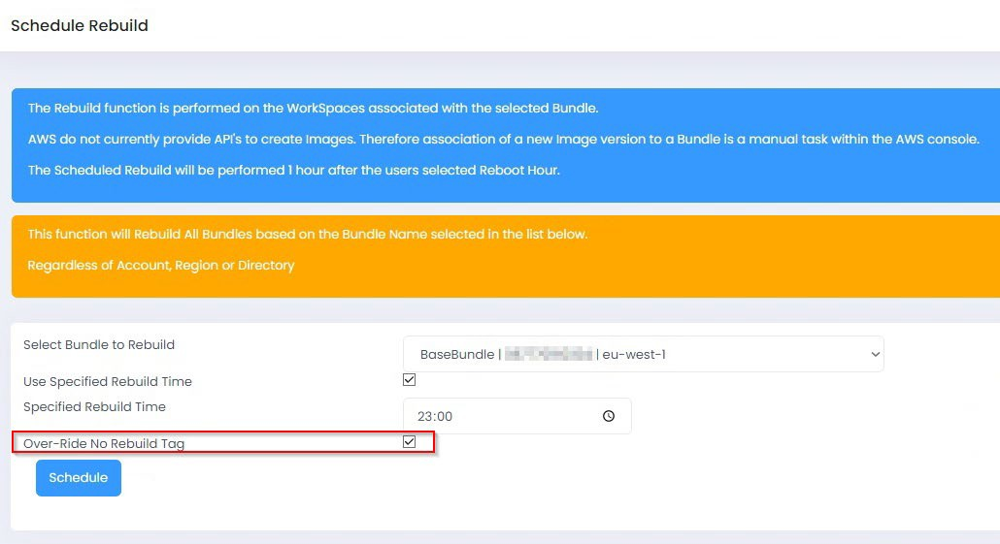 Schedule Rebuild
The Rebuild function is performed on the WorkSpaces associated with the selected Bundle.
AWS do not currently provide API's to create Images. Therefore association of a new Image version to a Bundle is a manual task within the AWS console.
The Scheduled Rebuild will be performed 1 hour after the users selected Reboot Hour.
This function will Rebuild All Bundles based on the Bundle Name selected in the list below.
Regardless of Account, Region or Directory
Select Bundle to Rebuild
BaseBundle | | eu-west-1
Use Specified Rebuild Time
Specified Rebuild Time
23:00
Over-Ride No Rebuild Tag
Schedule